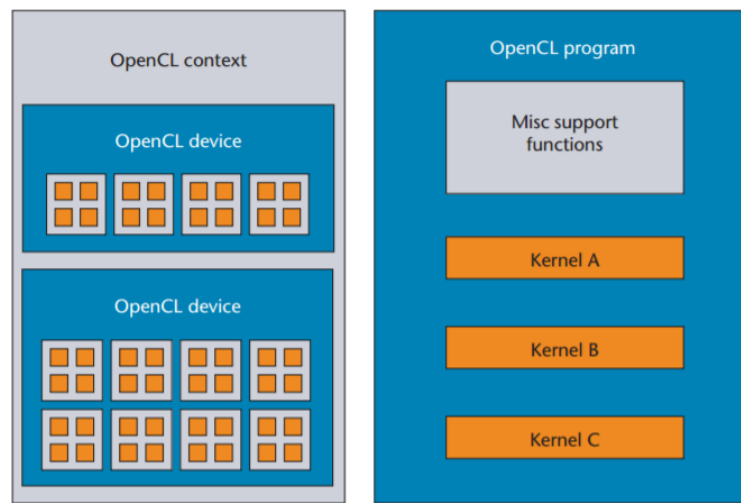 OpenCL context
OpenCL device
OpenCL device
OpenCL program
Misc support
functions
Kernel A
Kernel B
Kernel C